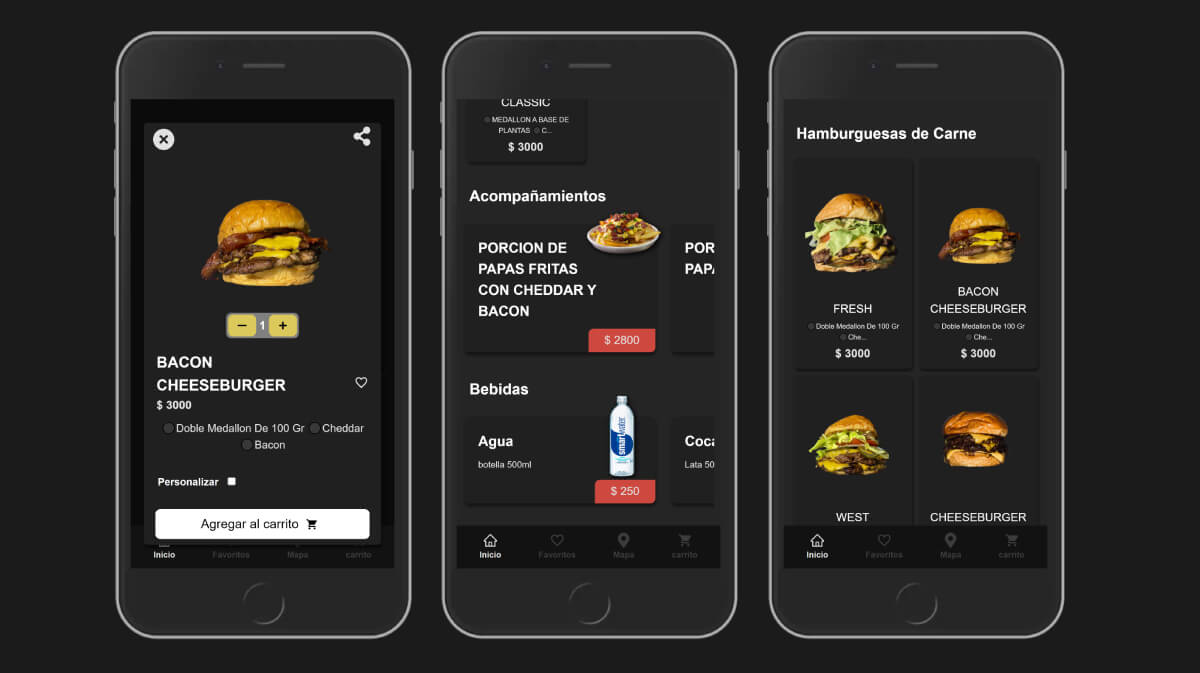 −
1
+
BACON
CHEESEBURGER
$ 3000
Doble Medallon De 100 Gr Cheddar
Bacon
Personalizar
Agregar al carrito
Inicio Favoritos Mapa carrito
CLASSIC
MEDALLON A BASE DE
PLANTAS C...
$ 3000
Acompañamientos
PORCION DE
PAPAS FRITAS
CON CHEDDAR Y
BACON
$ 2800
POR
PAPA
Bebidas
Agua
botella 500ml
smartwater
$ 250
Coca
Lata 50
Inicio Favoritos Mapa carrito
Hamburguesas de Carne
FRESH
Doble Medallon De 100 Gr
Che...
$ 3000
BACON
CHEESEBURGER
Doble Medallon De 100 Gr
Che...
$ 3000
WEST
CHEESEBURGER
Inicio Favoritos Mapa carrito